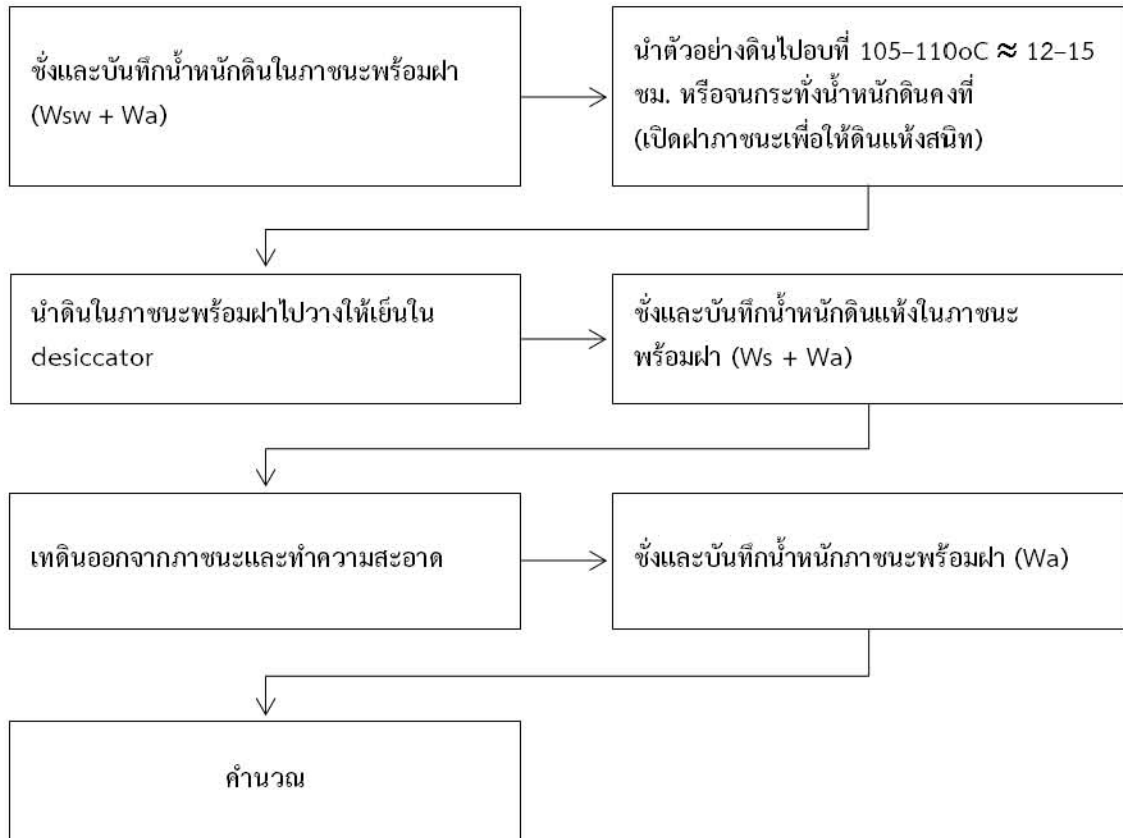 ชั่งและบันทึกน้ำหนักดินในภาชนะพร้อมฝา
(Wsw + Wa)
นำตัวอย่างดินไปอบที่ 105–110oC ≈ 12–15
ชม. หรือจนกระทั่งน้ำหนักดินคงที่
(เปิดฝาภาชนะเพื่อให้ดินแห้งสนิท)
นำดินในภาชนะพร้อมฝาไปวางให้เย็นใน
desiccator
ชั่งและบันทึกน้ำหนักดินแห้งในภาชนะ
พร้อมฝา (Ws + Wa)
เทดินออกจากภาชนะและทำความสะอาด
ชั่งและบันทึกน้ำหนักภาชนะพร้อมฝา (Wa)
คำนวณ